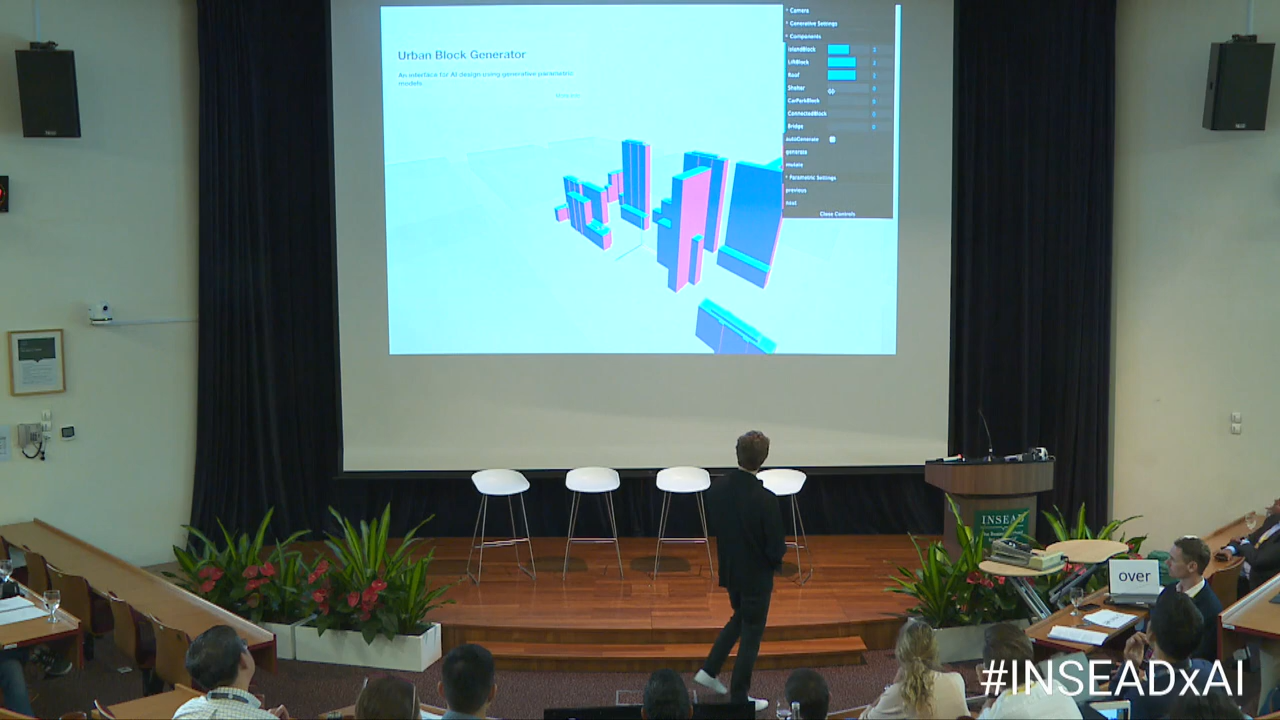 Urban Block Generator
An interface for AI design using generative parametric
models.
Camera
Generative Settings
Components
IslandBlock
LiftBlock
Roof
Shelter
CarParkBlock
ConnectedBlock
Bridge
autoGenerate
generate
mutate
Parametric Settings
previous
next
Close Controls
INSEAD
over
#INSEADxAI